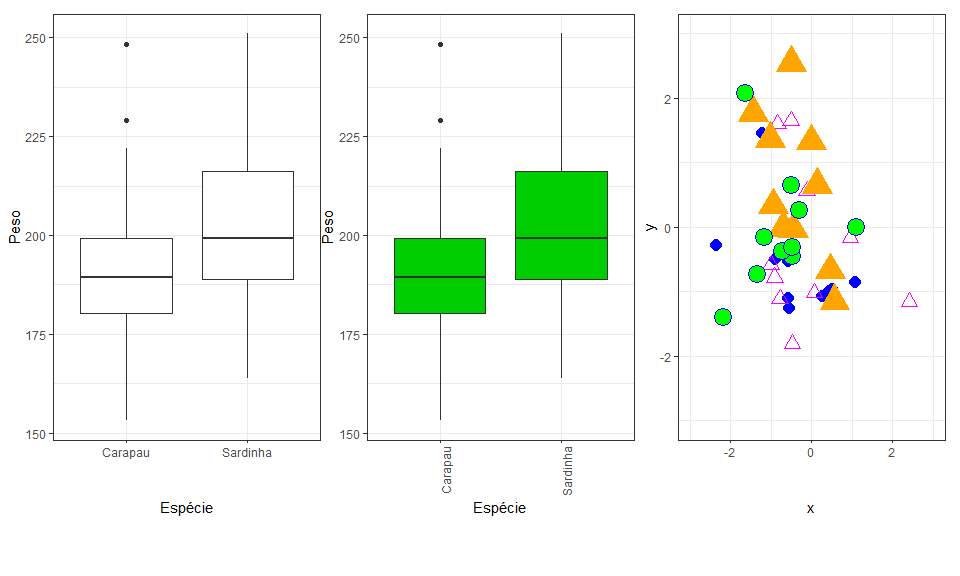 250
225
200
175
150
Peso
Carapau
Sardinha
Espécie
250
225
200
175
150
Peso
Carapau
Sardinha
Espécie
2
0
-2
y
-2
0
2
x